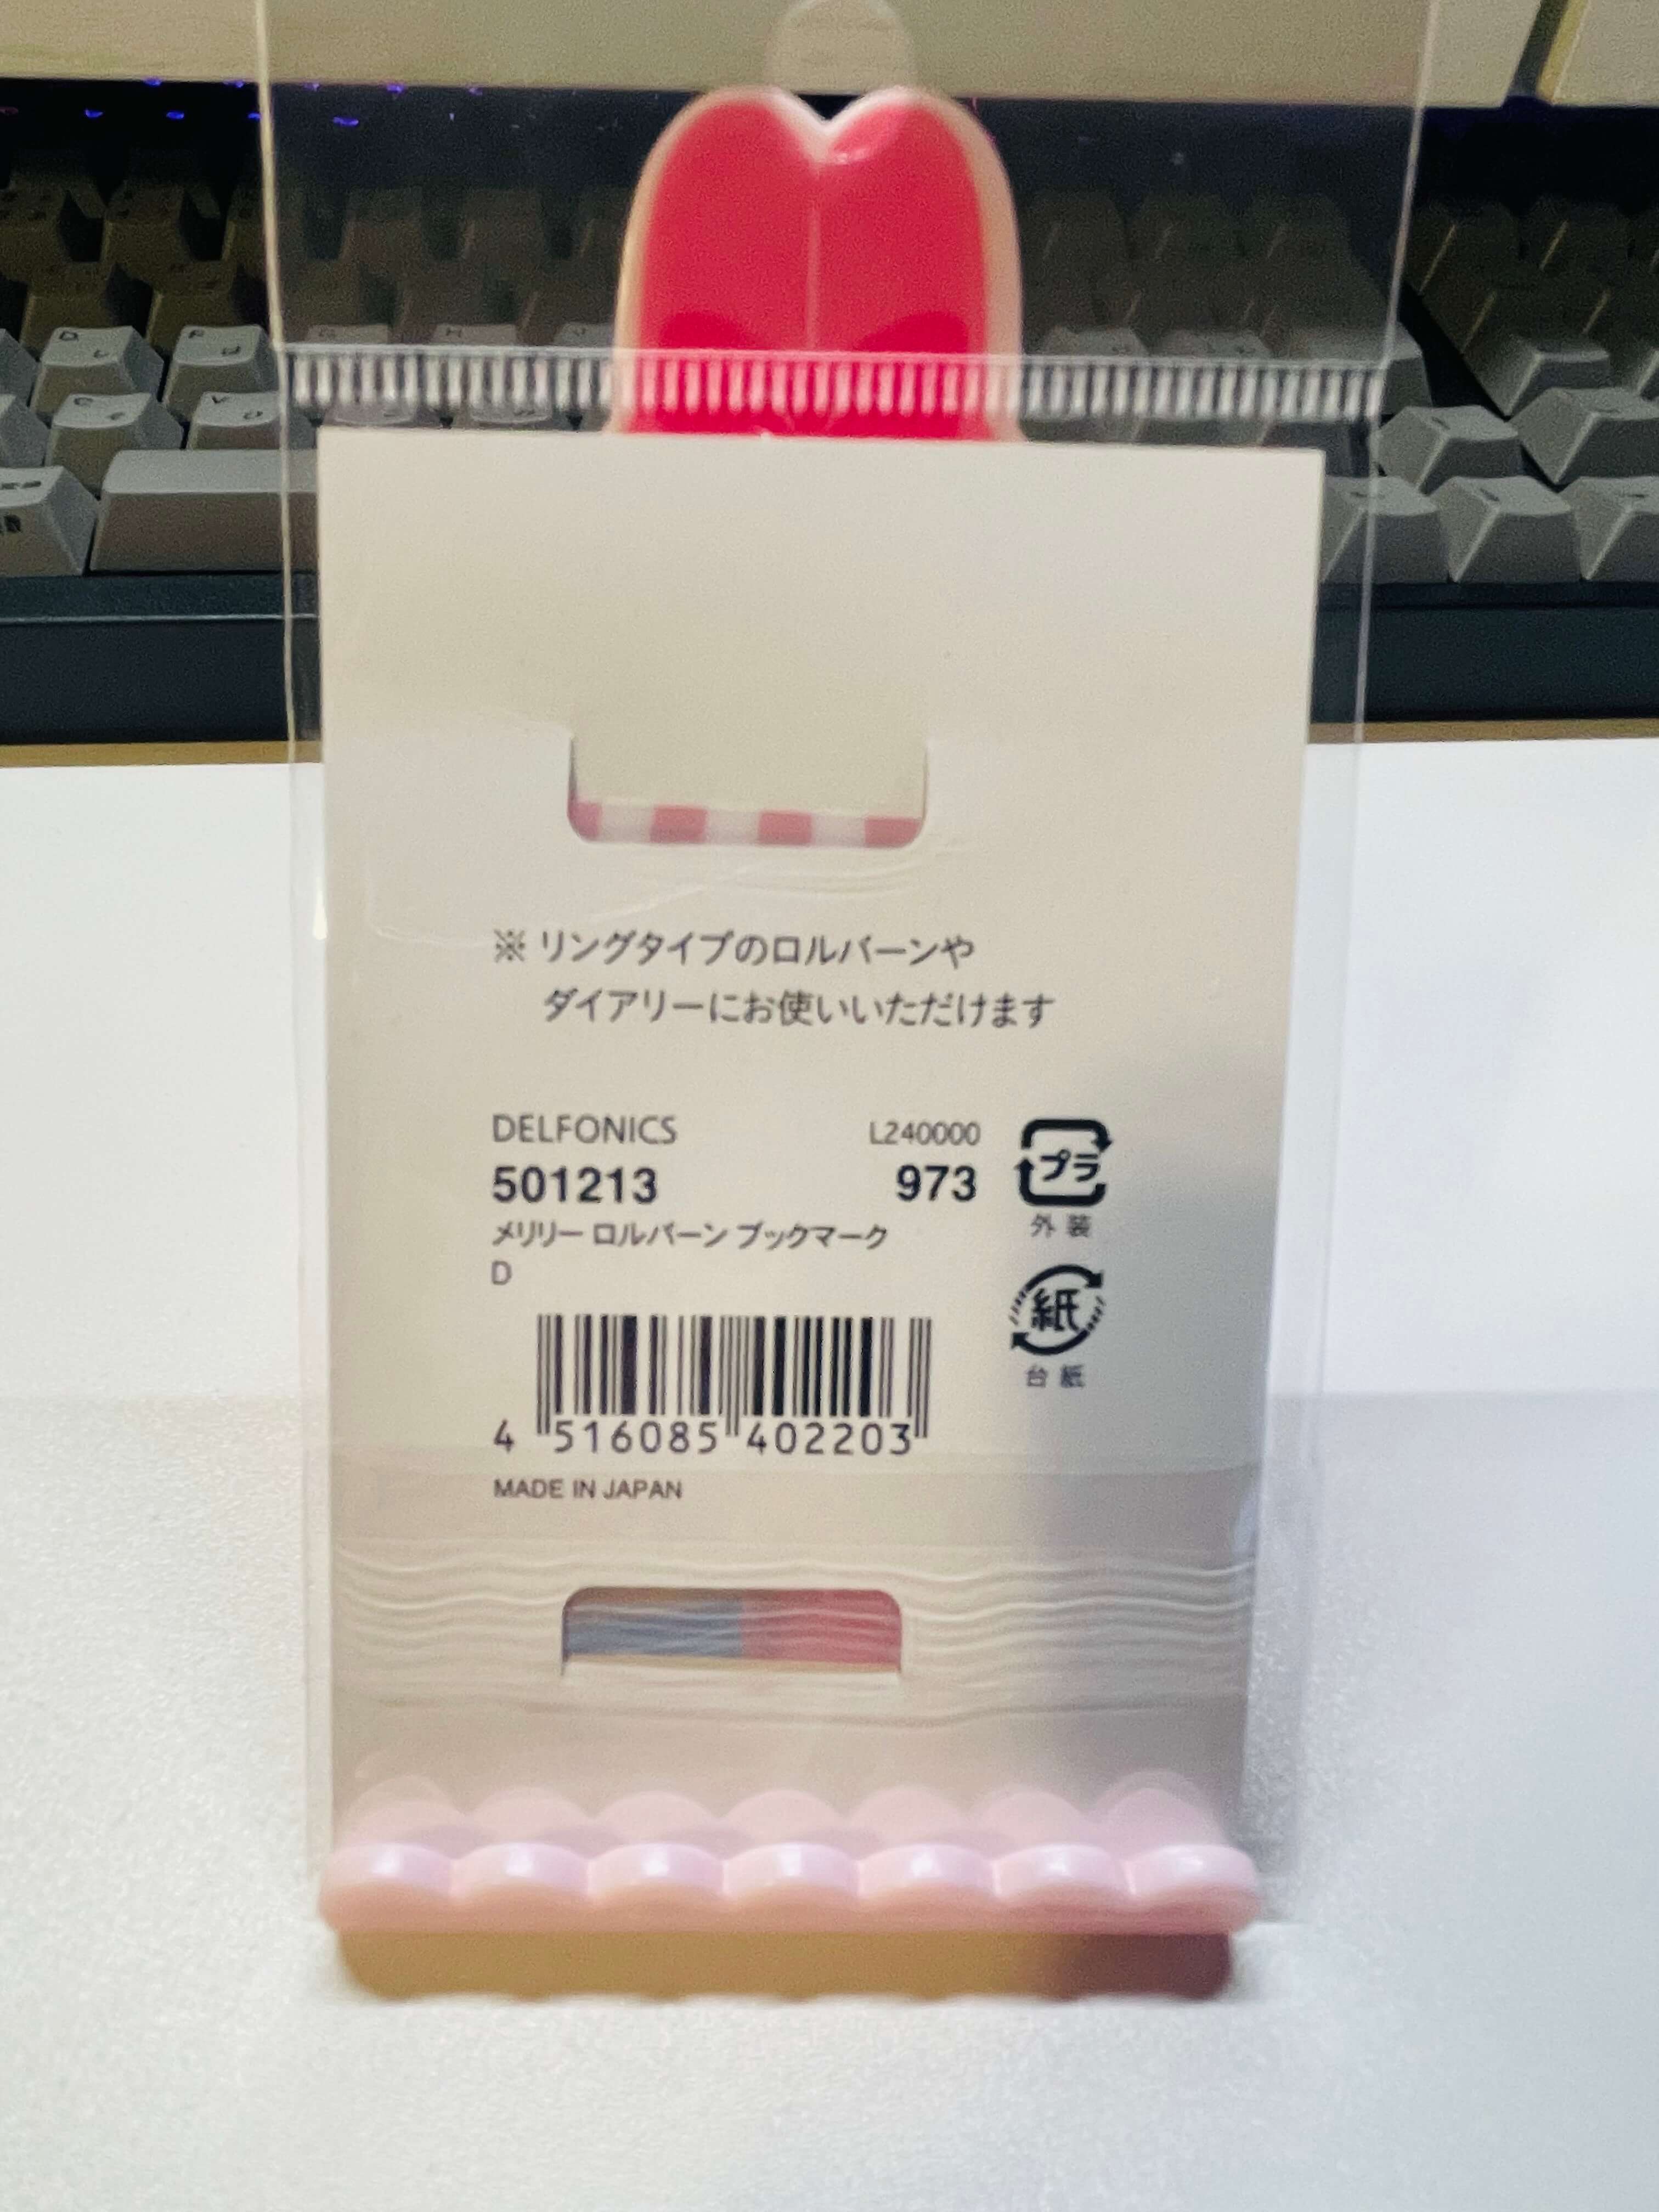 ※ リングタイプのロルバーンや
ダイアリーにお使いいただけます
DELFONICS L240000
501213 973
メリリー ロルバーン ブックマーク
D
プラ
外装
紙
台紙
4 516085 402203
MADE IN JAPAN